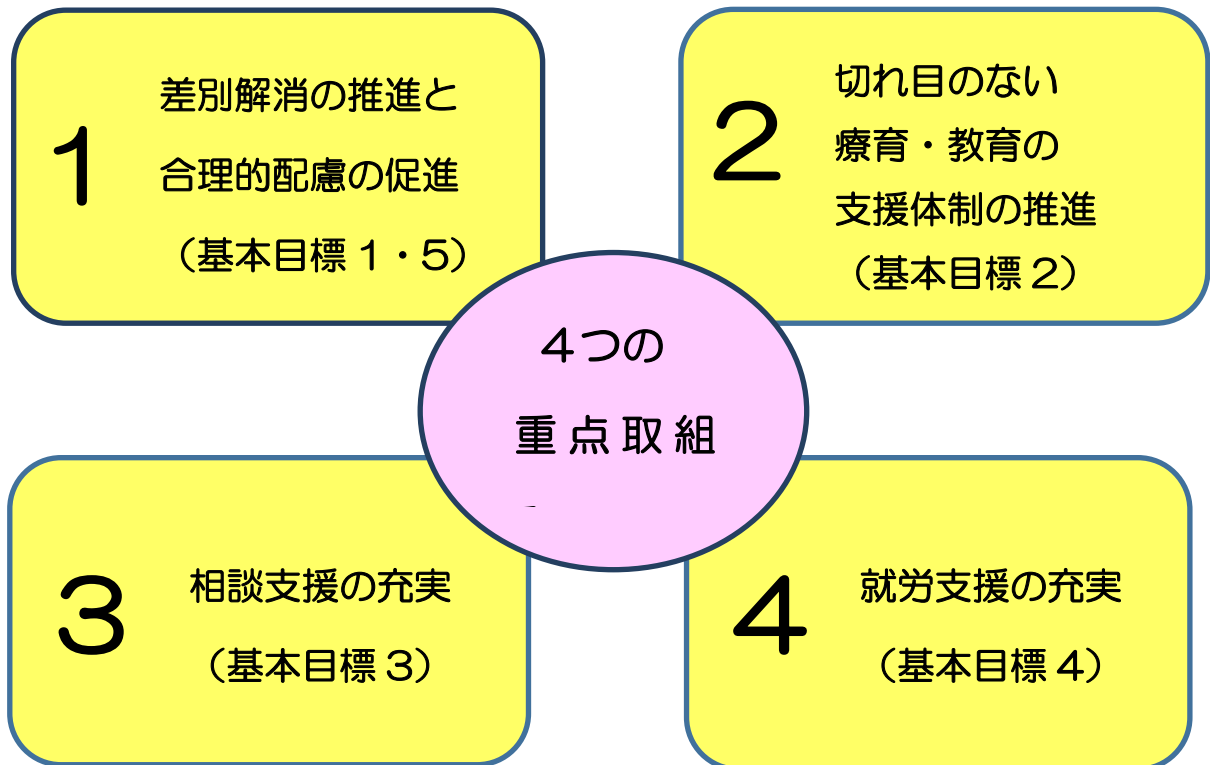 1
差別解消の推進と
合理的配慮の促進
（基本目標１・５）
2
切れ目のない
療育・教育の
支援体制の推進
（基本目標２）
４つの
重点取組
3
相談支援の充実
（基本目標３）
4
就労支援の充実
（基本目標４）